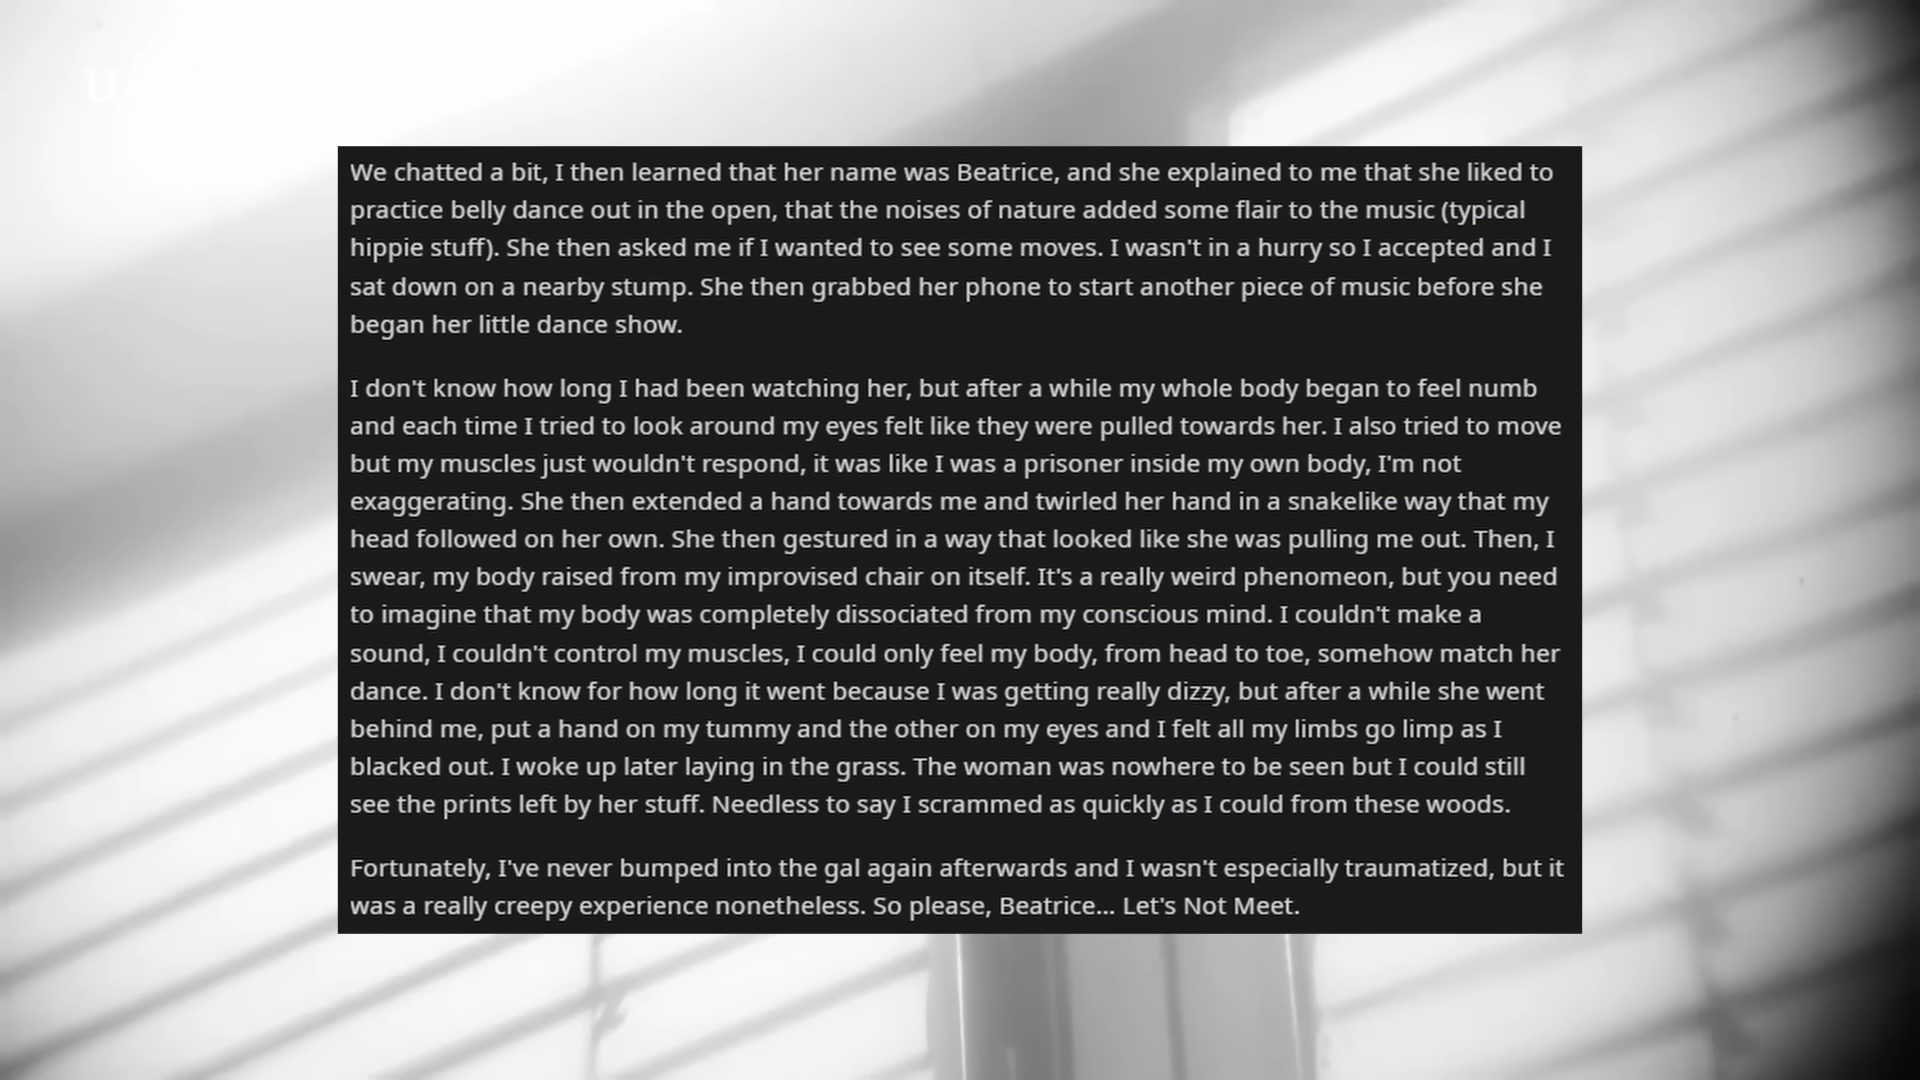 We chatted a bit, I then learned that her name was Beatrice, and she explained to me that she liked to
practice belly dance out in the open, that the noises of nature added some flair to the music (typical
hippie stuff). She then asked me if I wanted to see some moves. I wasn't in a hurry so I accepted and I
sat down on a nearby stump. She then grabbed her phone to start another piece of music before she
began her little dance show.
I don't know how long I had been watching her, but after a while my whole body began to feel numb
and each time I tried to look around my eyes felt like they were pulled towards her. I also tried to move
but my muscles just wouldn't respond, it was like I was a prisoner inside my own body, I'm not
exaggerating. She then extended a hand towards me and twirled her hand in a snakelike way that my
head followed on her own. She then gestured in a way that looked like she was pulling me out. Then, I
swear, my body raised from my improvised chair on itself. It's a really weird phenomeon, but you need
to imagine that my body was completely dissociated from my conscious mind. I couldn't make a
sound, I couldn't control my muscles, I could only feel my body, from head to toe, somehow match her
dance. I don't know for how long it went because I was getting really dizzy, but after a while she went
behind me, put a hand on my tummy and the other on my eyes and I felt all my limbs go limp as I
blacked out. I woke up later laying in the grass. The woman was nowhere to be seen but I could still
see the prints left by her stuff. Needless to say I scrammed as quickly as I could from these woods.
Fortunately, I've never bumped into the gal again afterwards and I wasn't especially traumatized, but it
was a really creepy experience nonetheless. So please, Beatrice... Let's Not Meet.